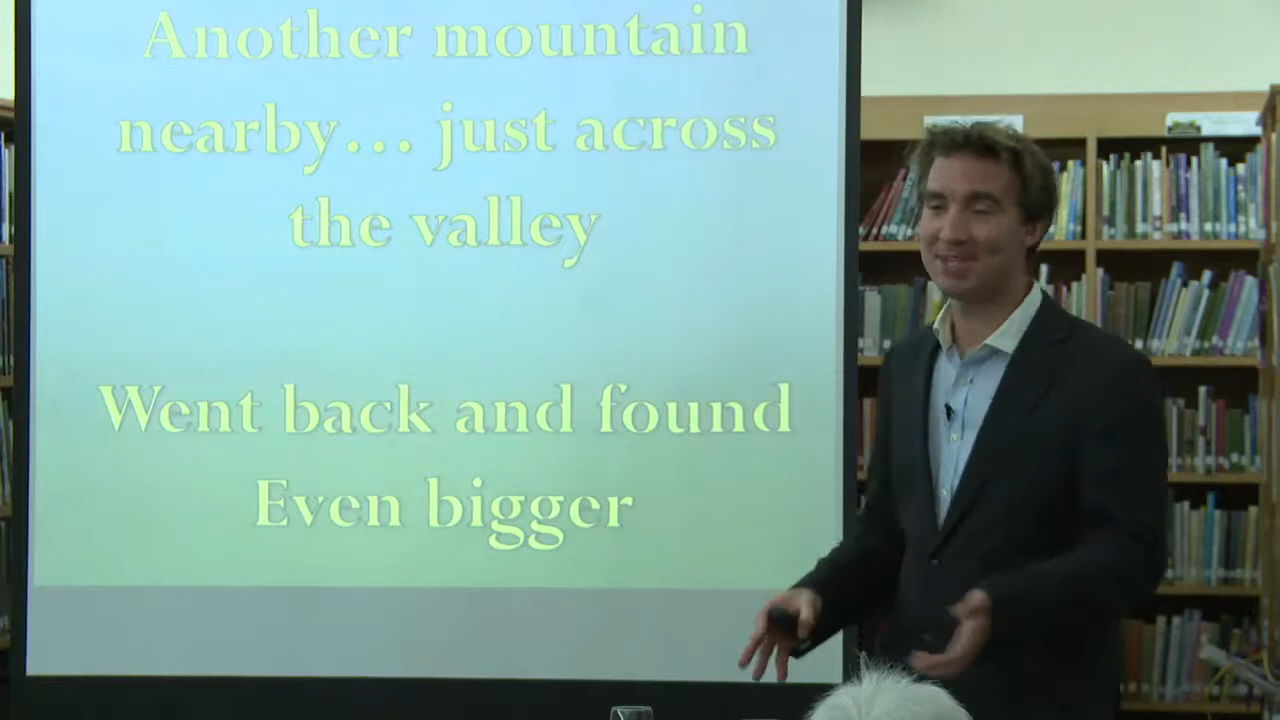 Another mountain
nearby... just across
the valley
Went back and found
Even bigger